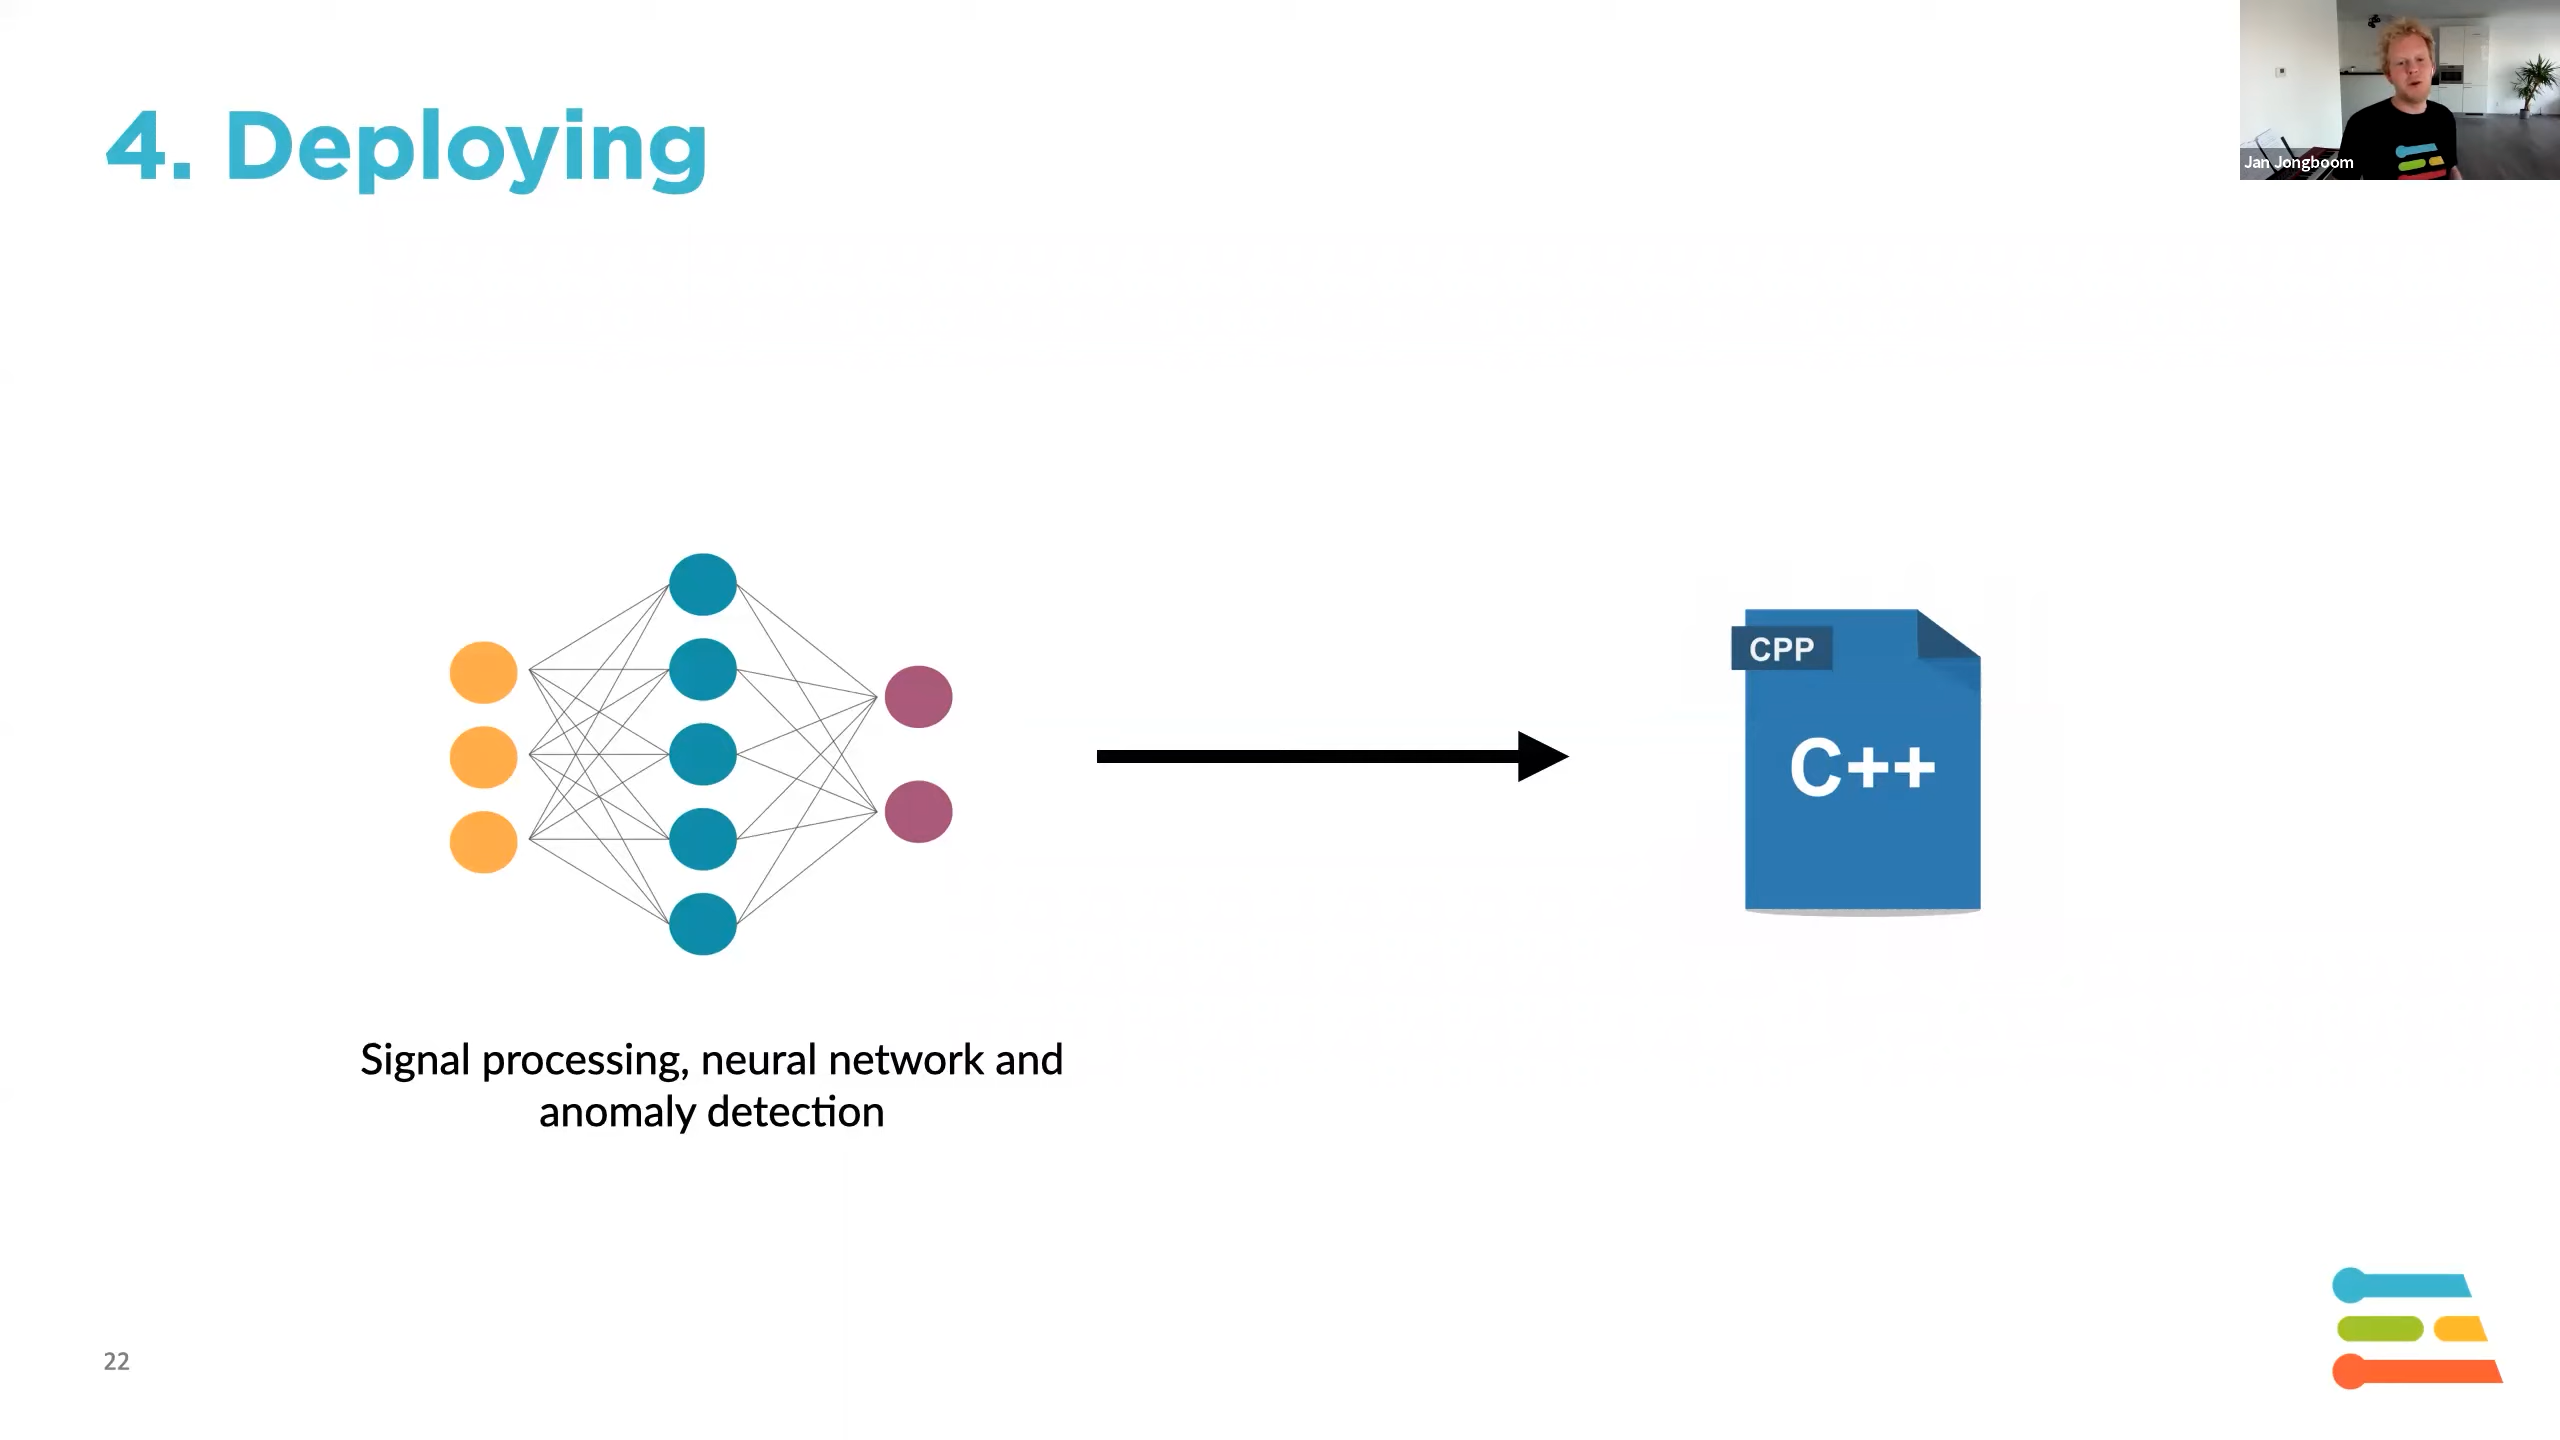 4. Deploying
Jan Jongboom
CPP
C++
Signal processing, neural network and
anomaly detection
22